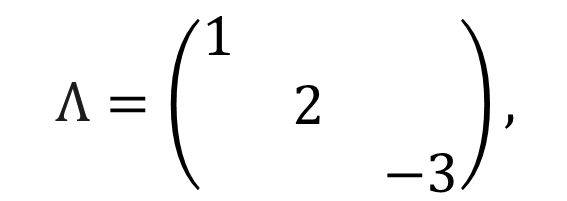 Λ = (1
2
−3),